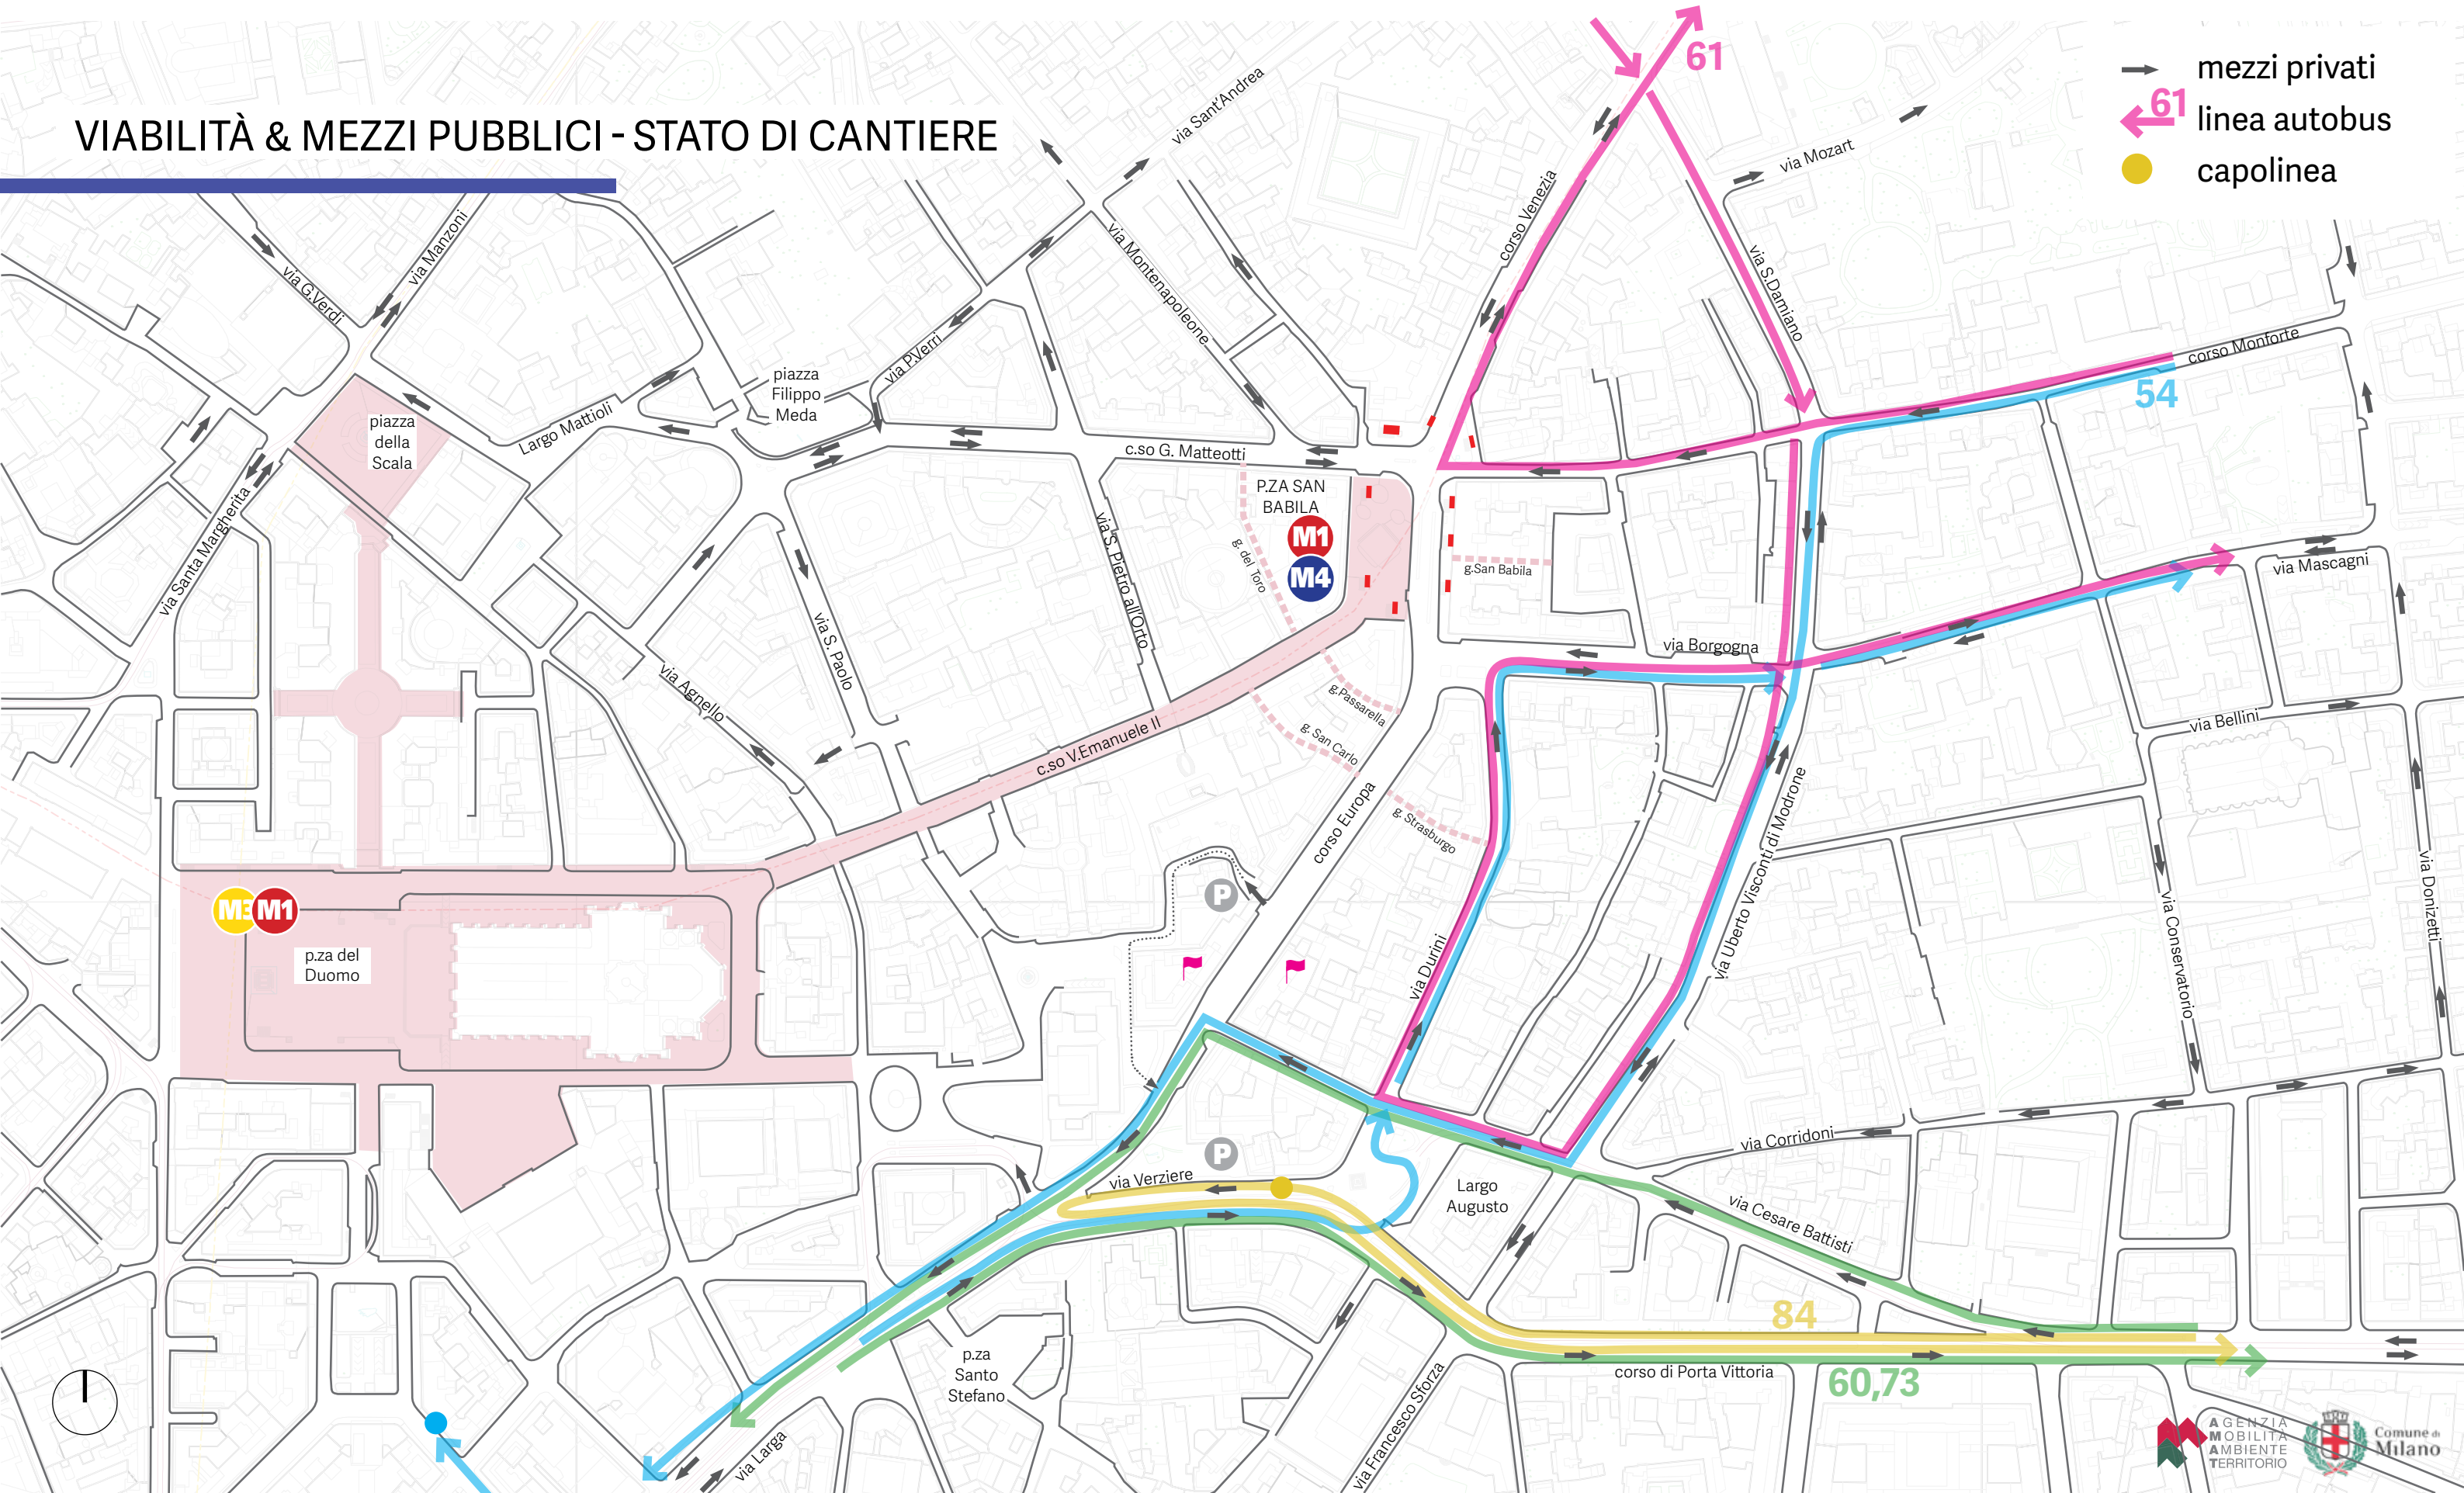 61
mezzi privati
61
linea autobus
capolinea
VIABILITÀ & MEZZI PUBBLICI - STATO DI CANTIERE
via Sant'Andrea
via Mozart
corso Venezia
via Manzoni
via G.Verdi
via Montenapoleone
via S.Damiano
corso Monforte
54
via P.Verri
piazza
Filippo
Meda
piazza
della
Scala
Largo Mattioli
c.so G. Matteotti
P.ZA SAN
BABILA
M1
M4
g. del Toro
g.San Babila
via Santa Margherita
via S. Pietro all'Orto
via Mascagni
via S. Paolo
via Borgogna
via Agnello
g.Passarella
g. San Carlo
c.so V.Emanuele II
via Bellini
corso Europa
g. Strasburgo
via Uberto Visconti di Modrone
via Donizetti
via Conservatorio
M3
M1
P
p.za del
Duomo
via Durini
P
via Corridoni
via Verziere
Largo
Augusto
via Cesare Battisti
84
p.za
Santo
Stefano
corso di Porta Vittoria
60,73
via Francesco Sforza
via Larga
AGENZIA
MOBILITÀ
AMBIENTE
TERRITORIO
Comune di
Milano